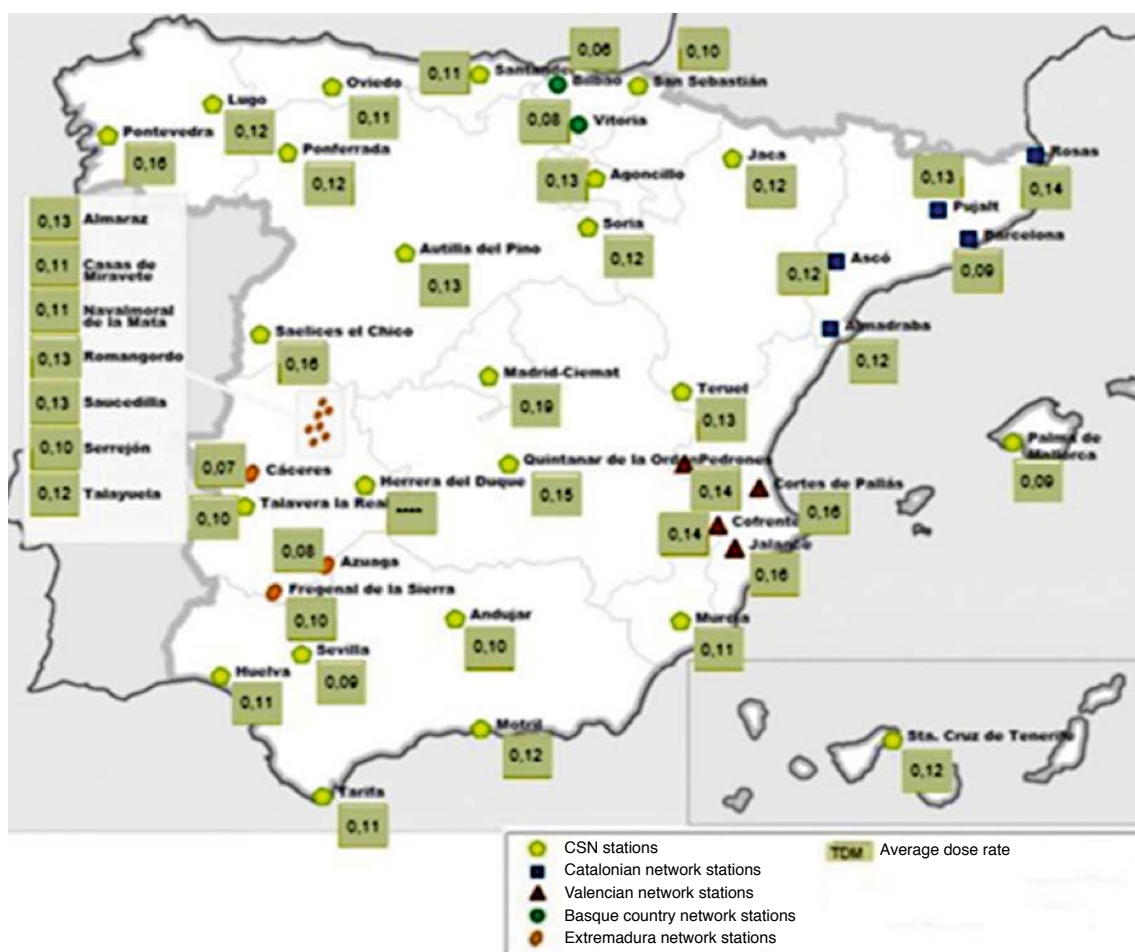 0,06
0,10
0,11
Santander
Bilbao
San Sebastián
Oviedo
0,11
Lugo
0,12
0,08
Vitoria
Pontevedra
0,16
Ponferrada
0,12
0,13
Agoncillo
Jaca
0,12
Rosas
0,14
0,13
Pujalt
Barcelona
0,09
0,13 Almaraz
0,11 Casas de
Miravete
0,11 Navalmoral
de la Mata
0,13 Romangordo
0,13 Saucedilla
0,10 Serrejón
0,12 Talayuela
Soria
0,12
Autilla del Pino
0,13
0,12
Ascó
Almadraba
0,12
Saelices el Chico
0,16
Madrid-Ciemat
0,19
Teruel
0,13
Palma de
Mallorca
0,09
0,07
Cáceres
Herrera del Duque
----
Quintanar de la Orden
0,15
Pedrones
0,14
Cortes de Pallás
0,16
0,10
Talavera la Real
0,14
Cofrente
Jalance
0,16
0,08
Azuaga
Fregenal de la Sierra
0,10
Andujar
0,10
Murcia
0,11
Sevilla
0,09
Huelva
0,11
Motril
0,12
Tarifa
0,11
Sta. Cruz de Tenerife
0,12
CSN stations
Catalonian network stations
Valencian network stations
Basque country network stations
Extremadura network stations
TDM Average dose rate